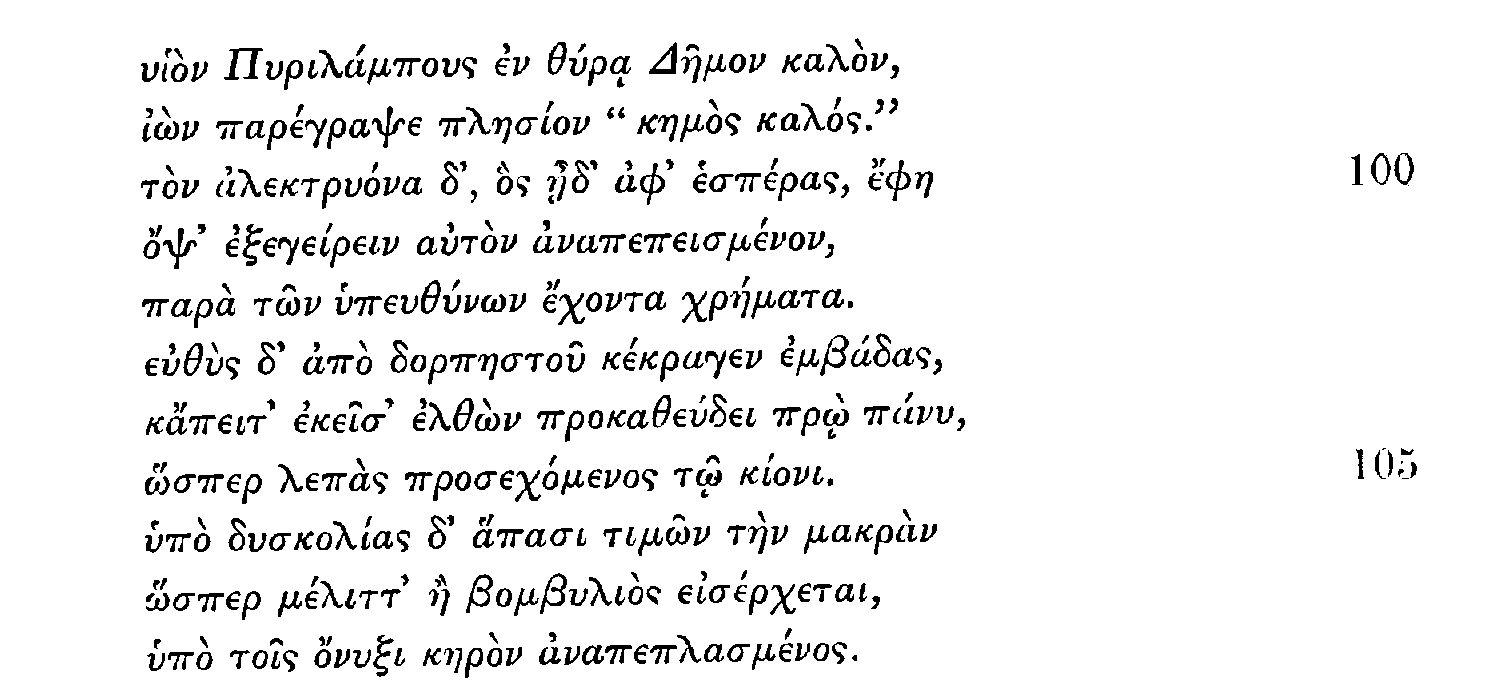 υἱὸν Πυριλάμπους ἐν θύρᾳ Δῆμον καλὸν,
ἰὼν παρέγραψε πλησίον “ κημὸς καλός.”
τὸν ἀλεκτρυόνα δ’, ὃς ᾖδ’ ἀφ’ ἑσπέρας, ἔφη 100
ὄψ’ ἐξεγείρειν αὐτὸν ἀναπεπεισμένον,
παρὰ τῶν ὑπευθύνων ἔχοντα χρήματα.
εὐθὺς δ’ ἀπὸ δορπηστοῦ κέκραγεν ἐμβάδας,
κἄπειτ’ ἐκεῖσ’ ἐλθὼν προκαθεύδει πρῲ πάνυ,
ὥσπερ λεπὰς προσεχόμενος τῷ κίονι. 105
ὑπὸ δυσκολίας δ’ ἅπασι τιμῶν τὴν μακρὰν
ὥσπερ μέλιττ’ ἢ βομβυλιὸς εἰσέρχεται,
ὑπὸ τοῖς ὄνυξι κηρὸν ἀναπεπλασμένος.